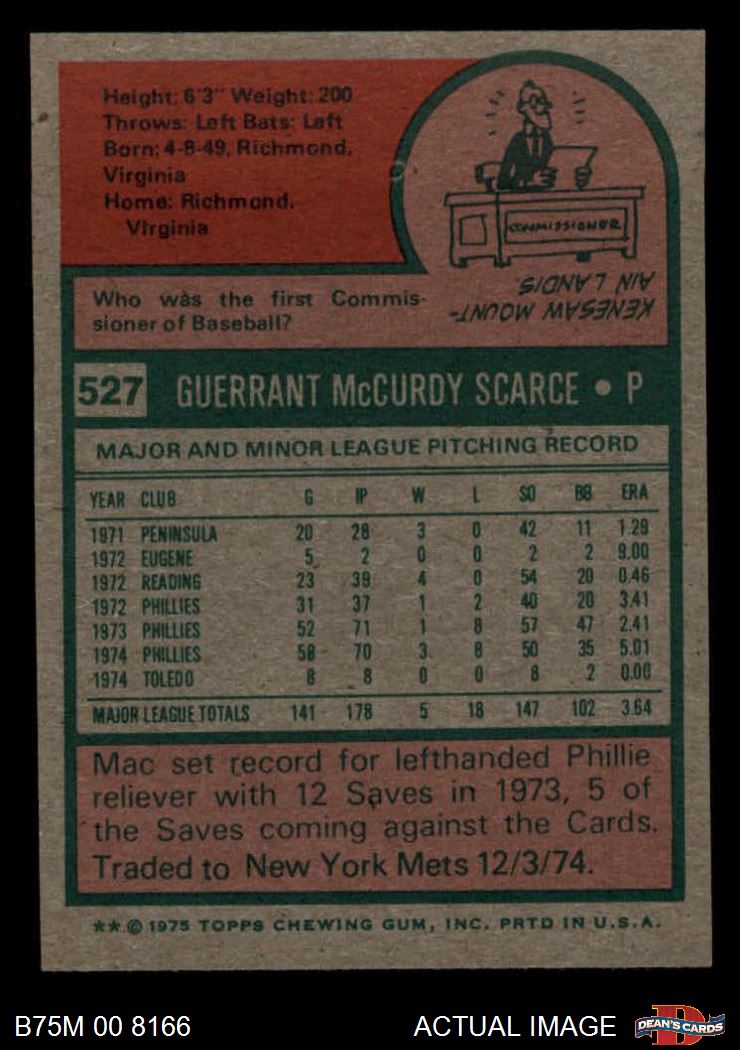 Height: 6'3" Weight: 200
Throws: Left Bats: Left
Born: 4-8-49, Richmond,
Virginia
Home: Richmond,
Virginia
COMMISSIONER
KENESAW MOUNT-
AIN LANDIS.
Who was the first Commis-
sioner of Baseball?
527 GUERRANT McCURDY SCARCE • P
MAJOR AND MINOR LEAGUE PITCHING RECORD
YEAR CLUB G IP W L SO BB ERA
1971 PENINSULA 20 28 3 0 42 11 1.29
1972 EUGENE 5 2 0 0 2 2 9.00
1972 READING 23 39 4 0 54 20 0.46
1972 PHILLIES 31 37 1 2 40 20 3.41
1973 PHILLIES 52 71 1 8 57 47 2.41
1974 PHILLIES 58 70 3 8 50 35 5.01
1974 TOLEDO 8 8 0 0 8 2 0.00
MAJOR LEAGUE TOTALS 141 178 5 18 147 102 3.64
Mac set record for lefthanded Phillie
reliever with 12 Saves in 1973, 5 of
the Saves coming against the Cards.
Traded to New York Mets 12/3/74.
** © 1975 TOPPS CHEWING GUM, INC. PRTD IN U.S.A.
B75M 00 8166 ACTUAL IMAGE
D
DEAN'S CARDS